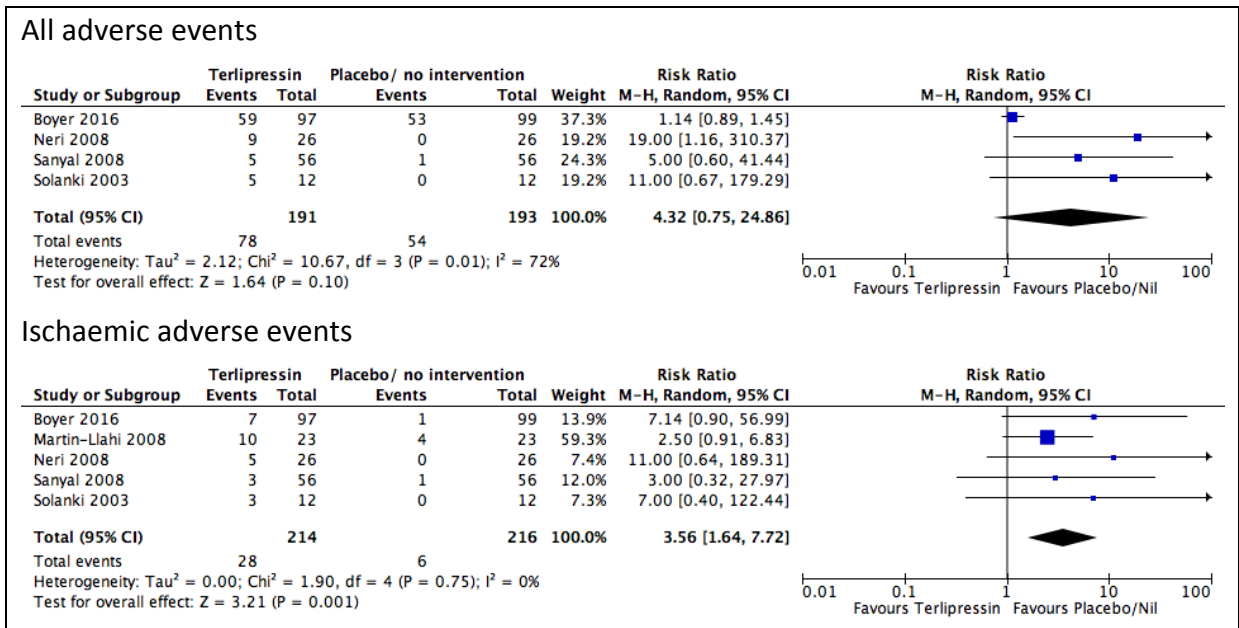 All adverse events
Terlipressin Placebo/ no intervention Risk Ratio Risk Ratio
Study or Subgroup Events Total Events Total Weight M-H, Random, 95% CI M-H, Random, 95% CI
Boyer 2016 59 97 53 99 37.3% 1.14 [0.89, 1.45]
Neri 2008 9 26 0 26 19.2% 19.00 [1.16, 310.37]
Sanyal 2008 5 56 1 56 24.3% 5.00 [0.60, 41.44]
Solanki 2003 5 12 0 12 19.2% 11.00 [0.67, 179.29]
Total (95% CI) 191 193 100.0% 4.32 [0.75, 24.86]
Total events 78 54
Heterogeneity: Tau² = 2.12; Chi² = 10.67, df = 3 (P = 0.01); I² = 72%
Test for overall effect: Z = 1.64 (P = 0.10)
0.01 0.1 1 10 100
Favours Terlipressin Favours Placebo/Nil
Ischaemic adverse events
Terlipressin Placebo/ no intervention Risk Ratio Risk Ratio
Study or Subgroup Events Total Events Total Weight M-H, Random, 95% CI M-H, Random, 95% CI
Boyer 2016 7 97 1 99 13.9% 7.14 [0.90, 56.99]
Martin-Llahi 2008 10 23 4 23 59.3% 2.50 [0.91, 6.83]
Neri 2008 5 26 0 26 7.4% 11.00 [0.64, 189.31]
Sanyal 2008 3 56 1 56 12.0% 3.00 [0.32, 27.97]
Solanki 2003 3 12 0 12 7.3% 7.00 [0.40, 122.44]
Total (95% CI) 214 216 100.0% 3.56 [1.64, 7.72]
Total events 28 6
Heterogeneity: Tau² = 0.00; Chi² = 1.90, df = 4 (P = 0.75); I² = 0%
Test for overall effect: Z = 3.21 (P = 0.001)
0.01 0.1 1 10 100
Favours Terlipressin Favours Placebo/Nil